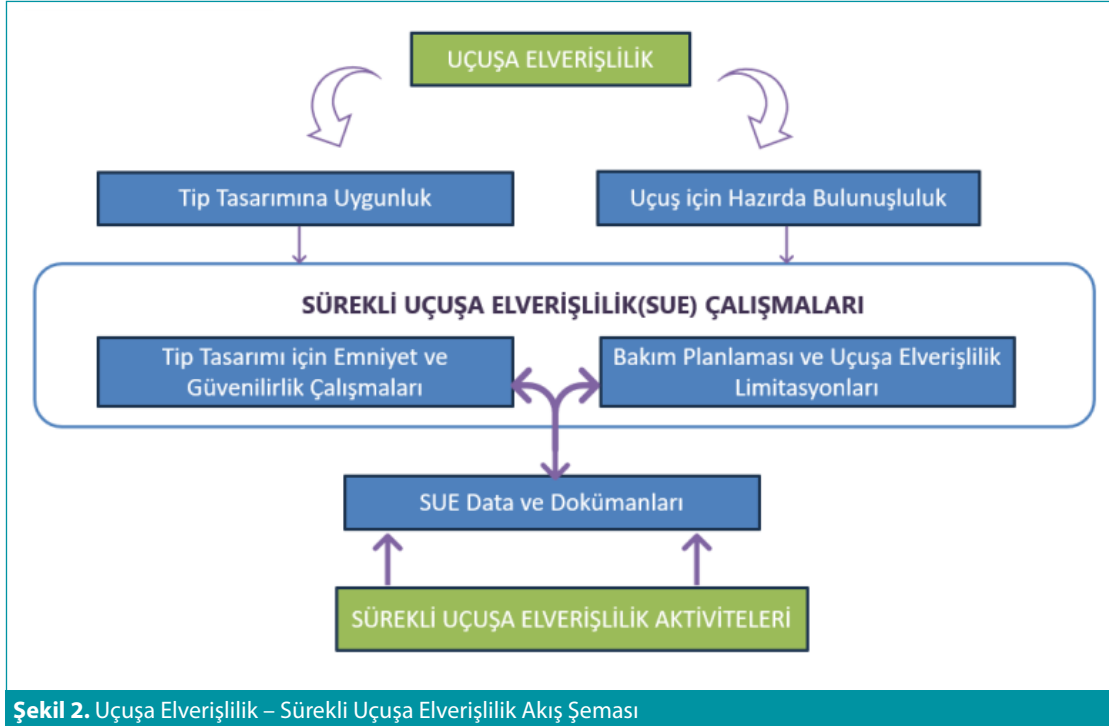 UÇUŞA ELVERİŞLİLİK
Tip Tasarımına Uygunluk
Uçuş için Hazırda Bulunuşluluk
SÜREKLİ UÇUŞA ELVERİŞLİLİK(SUE) ÇALIŞMALARI
Tip Tasarımı için Emniyet ve
Güvenilirlik Çalışmaları
Bakım Planlaması ve Uçuşa Elverişlilik
Limitasyonları
SUE Data ve Dokümanları
SÜREKLİ UÇUŞA ELVERİŞLİLİK AKTİVİTELERİ
Şekil 2. Uçuşa Elverişlilik – Sürekli Uçuşa Elverişlilik Akış Şeması